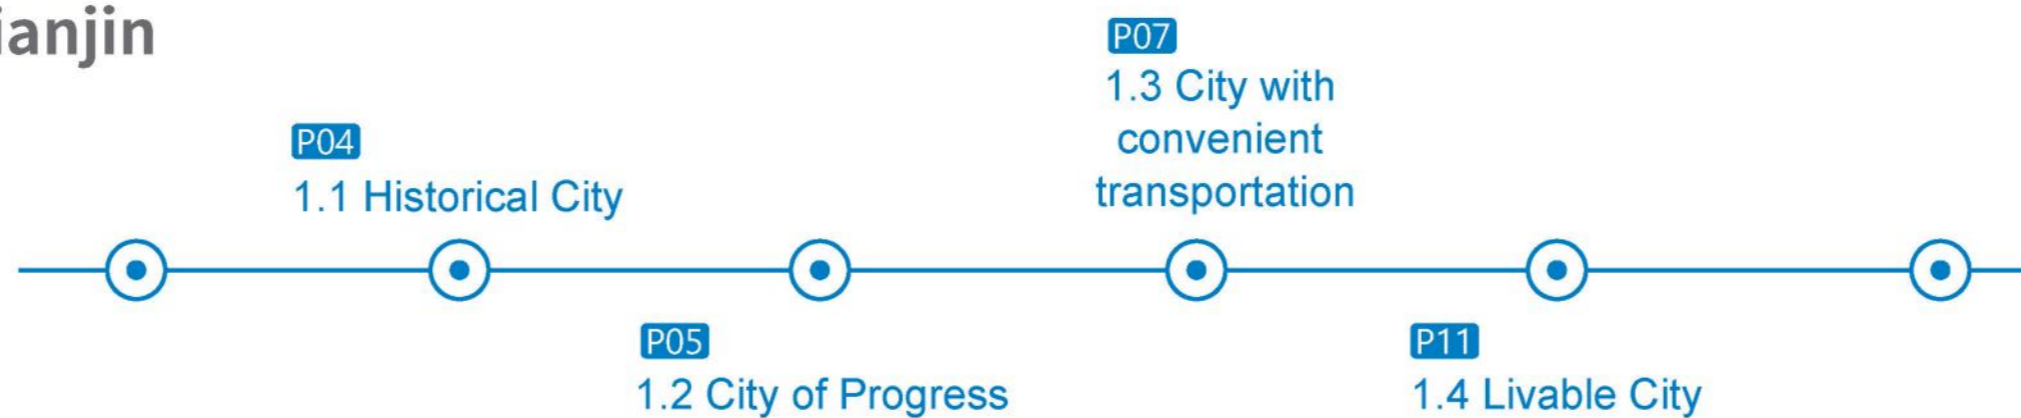 ianjin
P04
1.1 Historical City
P05
1.2 City of Progress
P07
1.3 City with
convenient
transportation
P11
1.4 Livable City